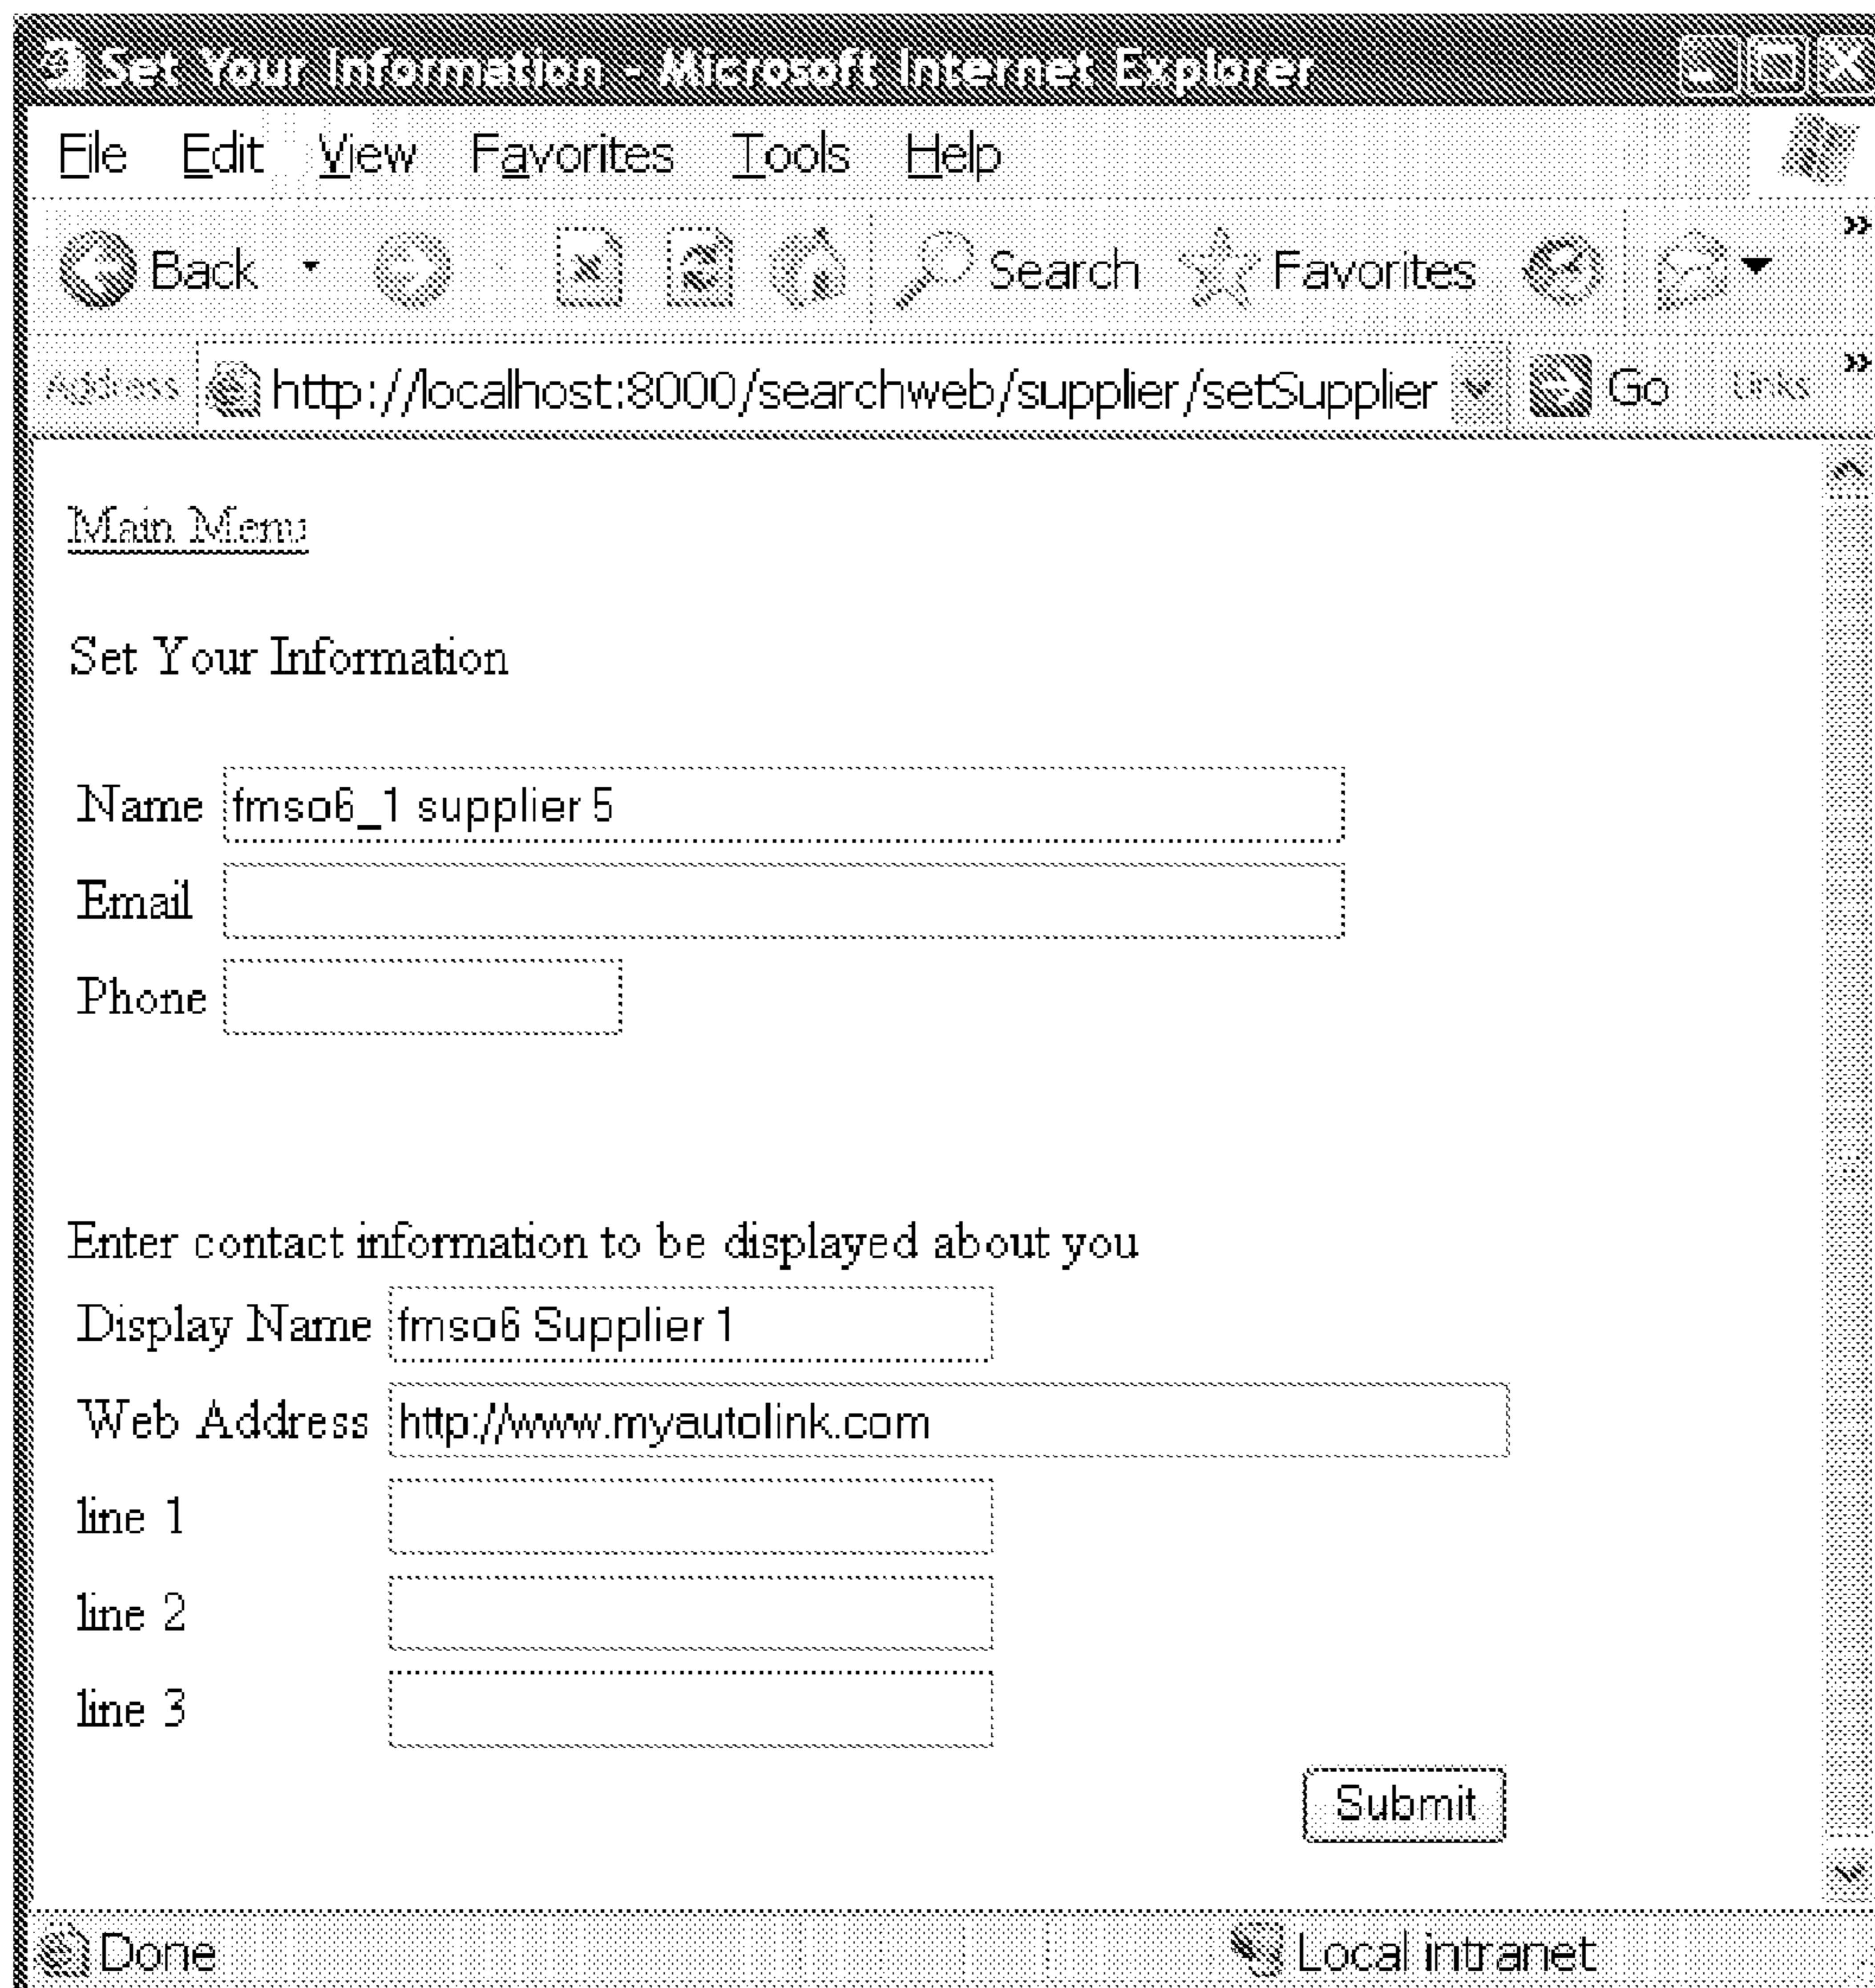 Set Your Information - Microsoft Internet Explorer
File Edit View Favorites Tools Help
Back Search Favorites »
Address http://localhost:8000/searchweb/supplier/setSupplier Go Links »
Main Menu
Set Your Information
Name fmso6_1 supplier 5
Email
Phone
Enter contact information to be displayed about you
Display Name fmso6 Supplier 1
Web Address http://www.myautolink.com
line 1
line 2
line 3
Submit
Done Local intranet